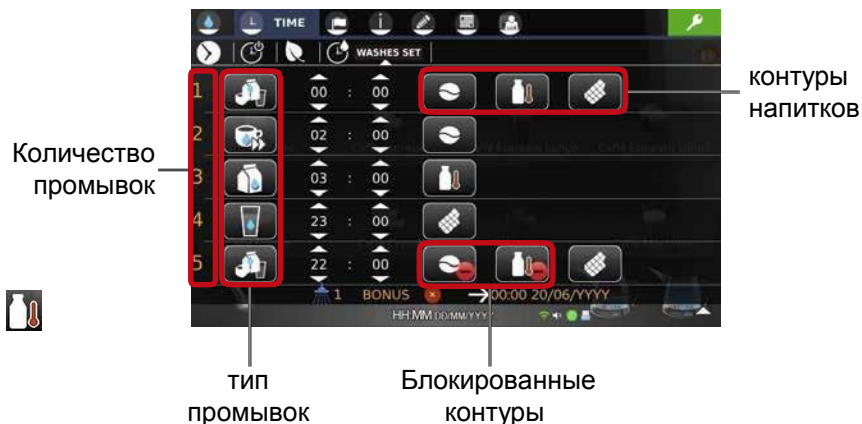 TIME
WASHES SET
1 00 : 00
2 02 : 00
3 03 : 00
4 23 : 00
5 22 : 00
1 BONUS 00:00 20/06/YYYY
HH:MM DD/MM/YYYY
контуры
напитков
Количество
промывок
тип
промывок
Блокированные
контуры